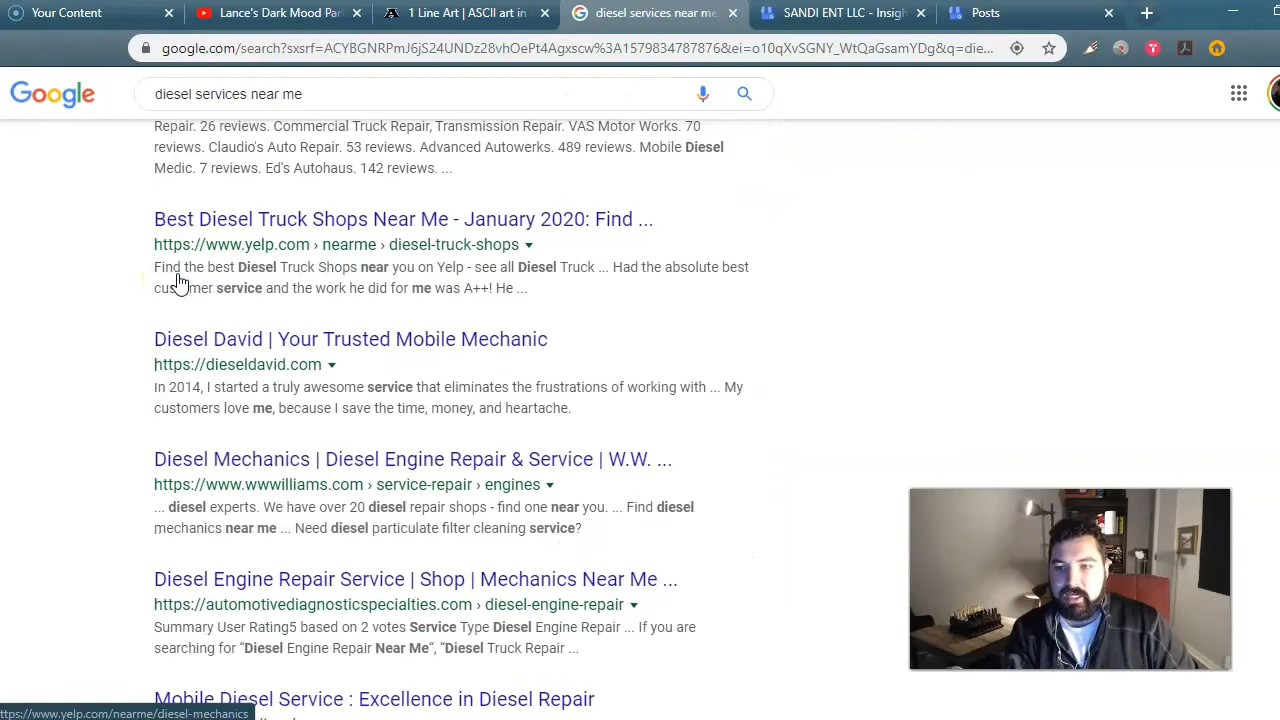 Your Content
Lance's Dark Mood Par
1 Line Art | ASCII art in
diesel services near me
SANDI ENT LLC - Insigh
Posts
google.com/search?sxsrf=ACYBGNRPmJ6jS24UNDz28vhOePt4Agxscw%3A1579834787876&ei=o10qXvSGNY_WtQaGsamYDg&q=die...
Google
diesel services near me
Repair. 26 reviews. Commercial Truck Repair, Transmission Repair. VAS Motor Works. 70
reviews. Claudio's Auto Repair. 53 reviews. Advanced Autowerks. 489 reviews. Mobile Diesel
Medic. 7 reviews. Ed's Autohaus. 142 reviews. ...
Best Diesel Truck Shops Near Me - January 2020: Find ...
https://www.yelp.com › nearme › diesel-truck-shops
Find the best Diesel Truck Shops near you on Yelp - see all Diesel Truck ... Had the absolute best
customer service and the work he did for me was A++! He ...
Diesel David | Your Trusted Mobile Mechanic
https://dieseldavid.com
In 2014, I started a truly awesome service that eliminates the frustrations of working with ... My
customers love me, because I save the time, money, and heartache.
Diesel Mechanics | Diesel Engine Repair & Service | W.W. ...
https://www.wwwilliams.com › service-repair › engines
... diesel experts. We have over 20 diesel repair shops - find one near you. ... Find diesel
mechanics near me ... Need diesel particulate filter cleaning service?
Diesel Engine Repair Service | Shop | Mechanics Near Me ...
https://automotivediagnosticspecialties.com › diesel-engine-repair
Summary User Rating5 based on 2 votes Service Type Diesel Engine Repair ... If you are
searching for “Diesel Engine Repair Near Me”, “Diesel Truck Repair ...
Mobile Diesel Service : Excellence in Diesel Repair
https://www.yelp.com/nearme/diesel-mechanics